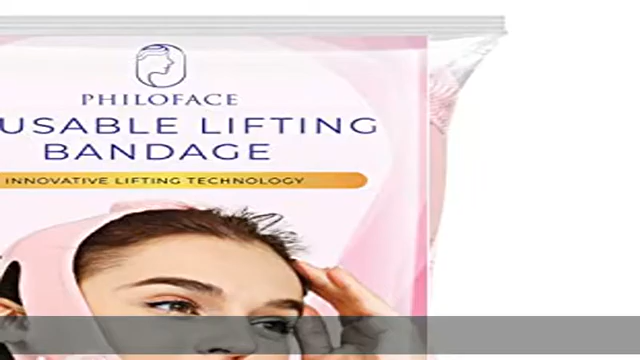 PHILOFACE
USABLE LIFTING
BANDAGE
INNOVATIVE LIFTING TECHNOLOGY